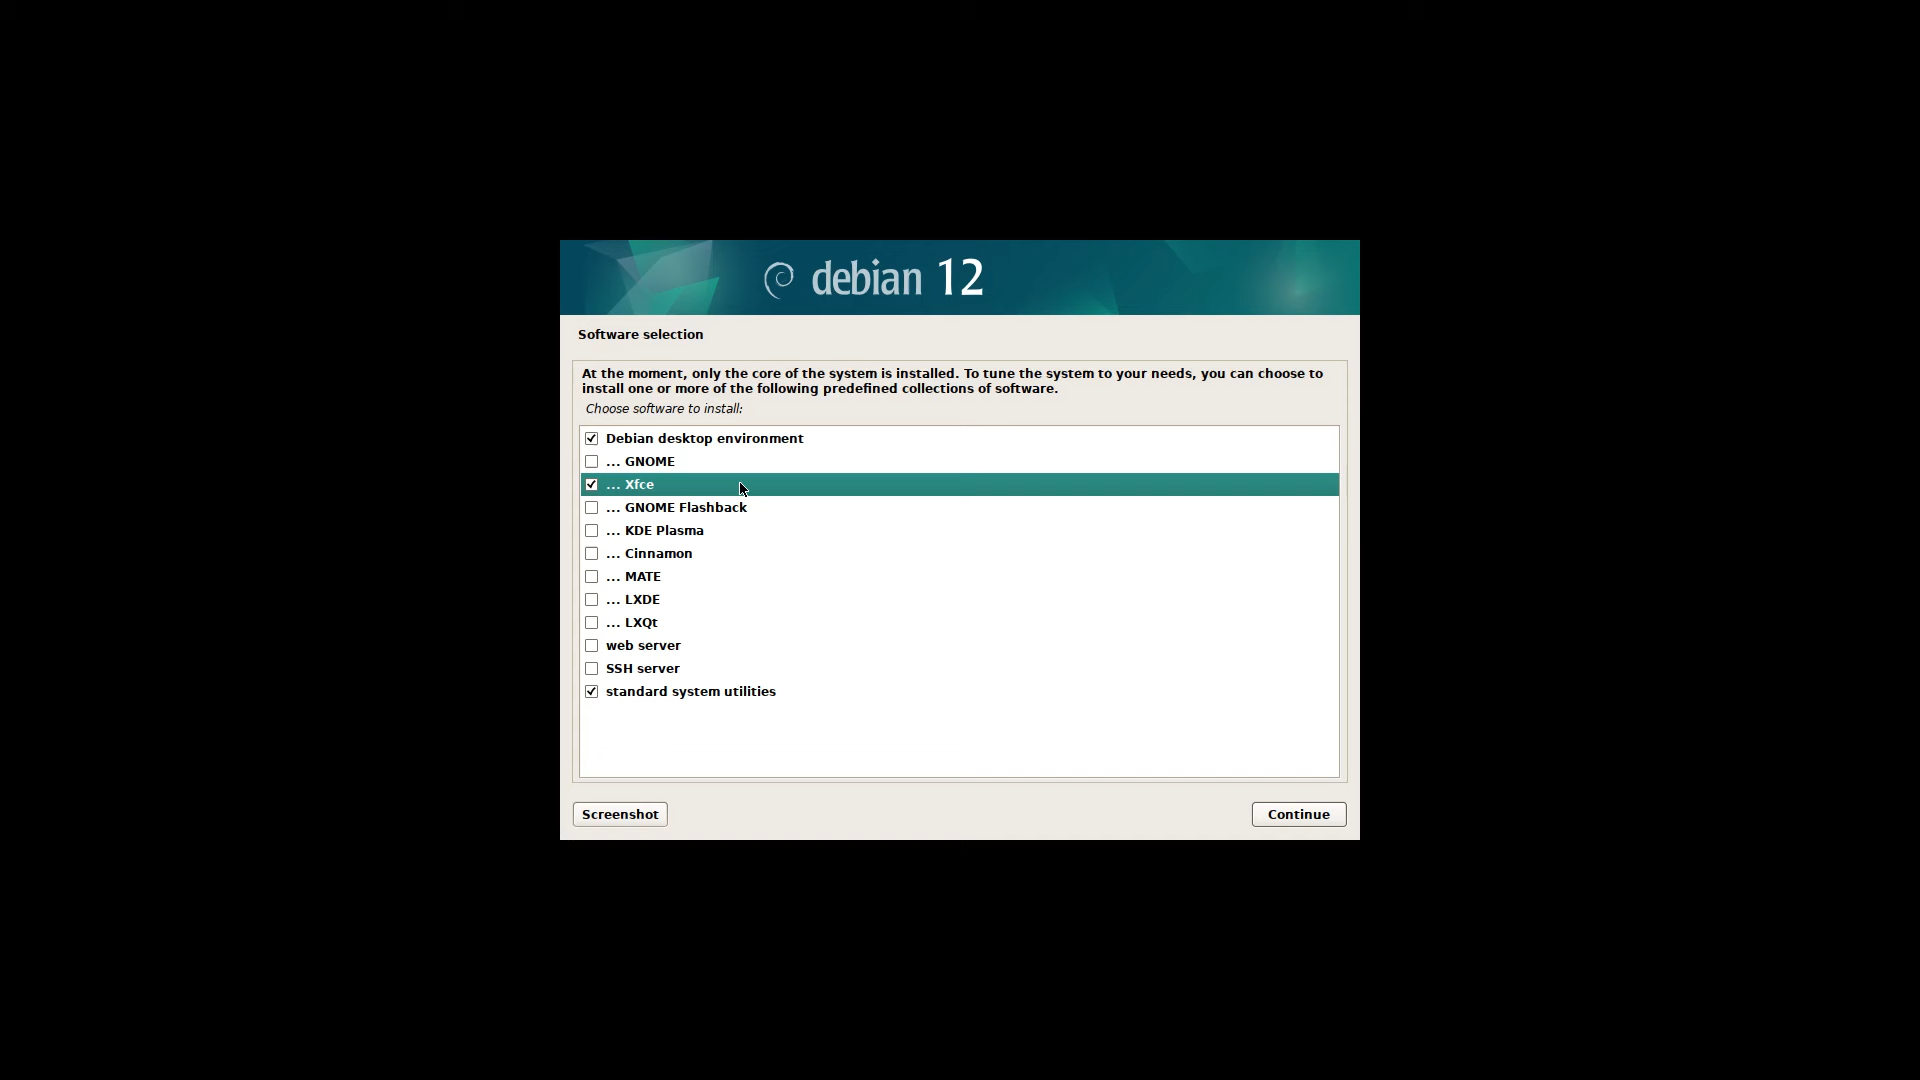 debian 12
Software selection
At the moment, only the core of the system is installed. To tune the system to your needs, you can choose to
install one or more of the following predefined collections of software.
Choose software to install:
Debian desktop environment
... GNOME
... Xfce
... GNOME Flashback
... KDE Plasma
... Cinnamon
... MATE
... LXDE
... LXQt
web server
SSH server
standard system utilities
Screenshot
Continue